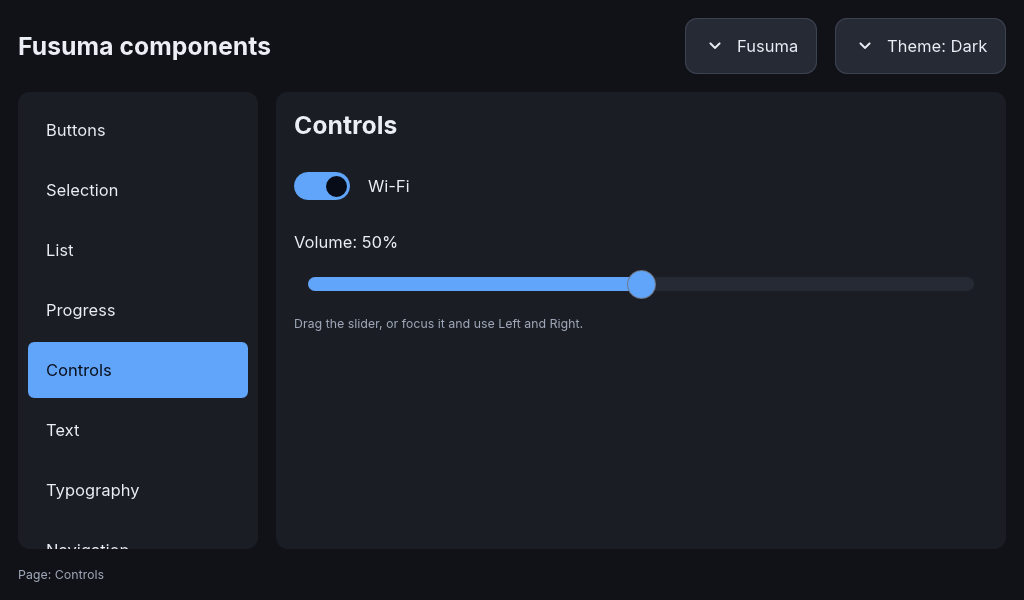 Fusuma components
Fusuma
Theme: Dark
Buttons
Selection
List
Progress
Controls
Text
Typography
Navigation
Controls
Wi-Fi
Volume: 50%
Drag the slider, or focus it and use Left and Right.
Page: Controls